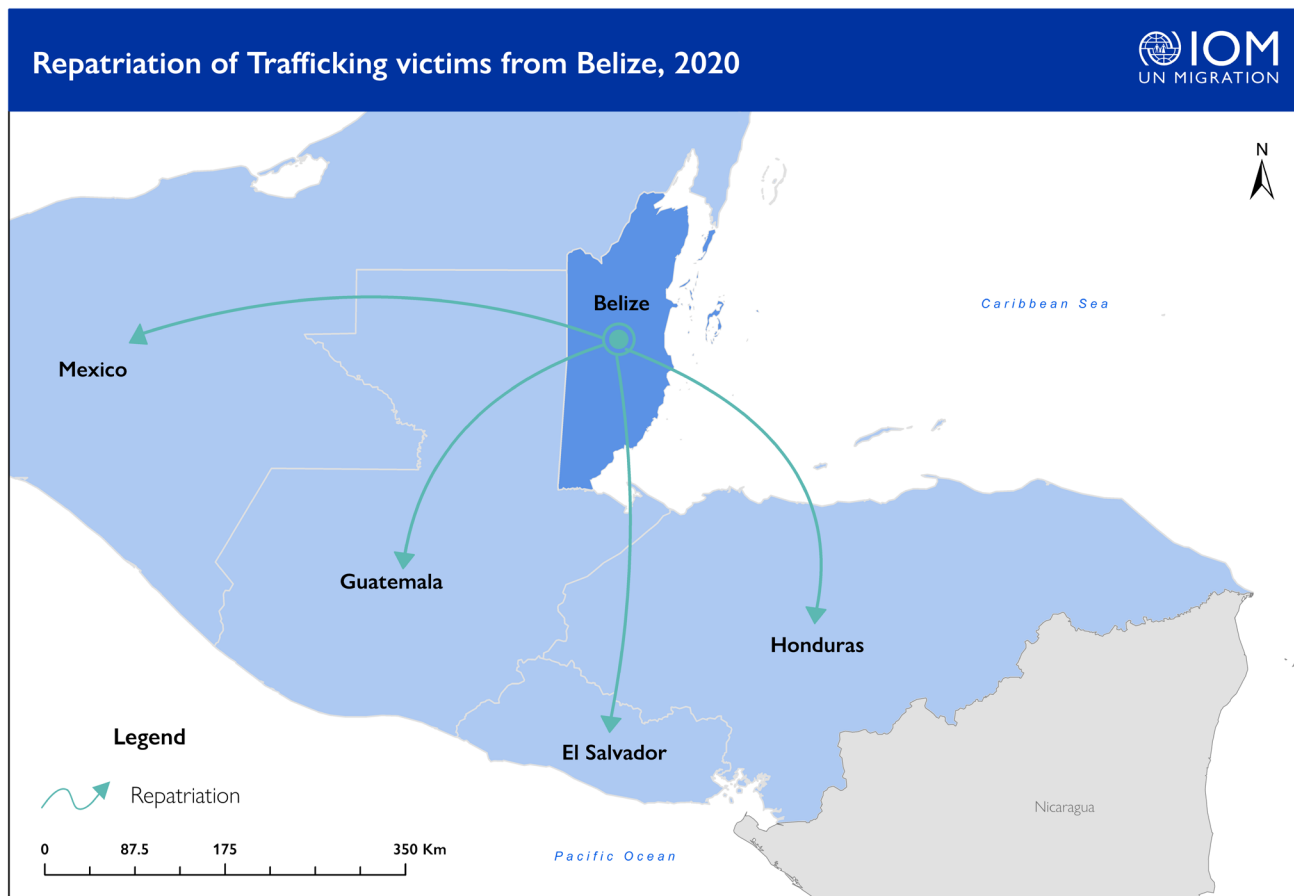 Repatriation of Trafficking victims from Belize, 2020
IOM
UN MIGRATION
N
Belize
Caribbean Sea
Mexico
Guatemala
Honduras
El Salvador
Legend
Repatriation
Nicaragua
0 87.5 175 350 Km
Pacific Ocean